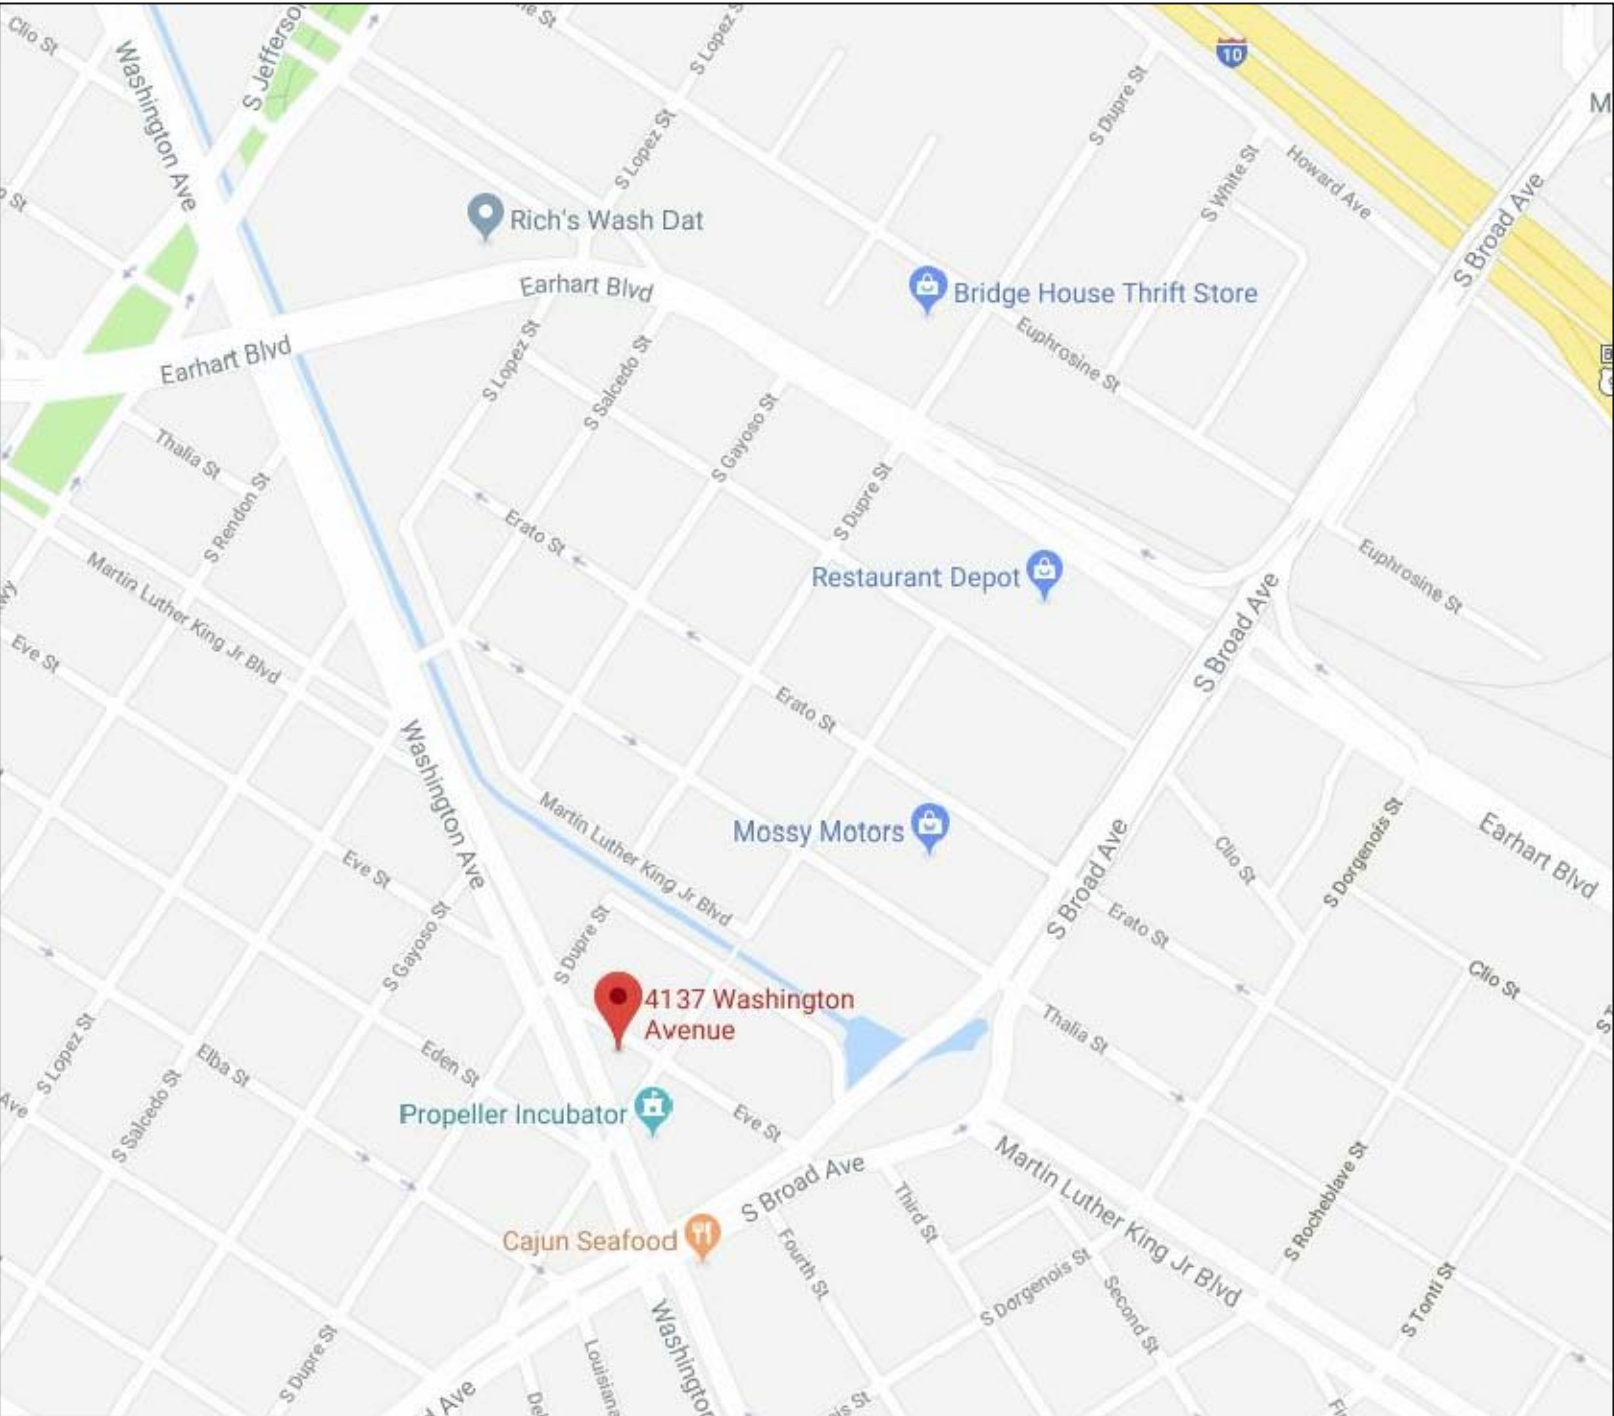 Clio St
Washington Ave
S Lopez St
10
S Dupre St
S White St
Howard Ave
S Broad Ave
S Lopez St
Rich's Wash Dat
Earhart Blvd
Bridge House Thrift Store
Euphrosine St
Earhart Blvd
S Lopez St
S Salcedo St
S Gayoso St
Thalia St
S Rendon St
S Dupre St
Erato St
Restaurant Depot
Euphrosine St
Martin Luther King Jr Blvd
Eve St
S Broad Ave
Erato St
Washington Ave
Martin Luther King Jr Blvd
Mossy Motors
Clio St
S Dorgenois St
Earhart Blvd
Eve St
S Broad Ave
S Gayoso St
S Dupre St
Erato St
Clio St
4137 Washington
Avenue
Thalia St
S Lopez St
Elba St
Eden St
Ave
S Salcedo St
Propeller Incubator
Eve St
S Broad Ave
Martin Luther King Jr Blvd
Third St
S Rocheblave St
Cajun Seafood
Fourth St
S Dorgenois St
Second St
S Tonti St
S Dupre St
Louisiana
Washington
Ave